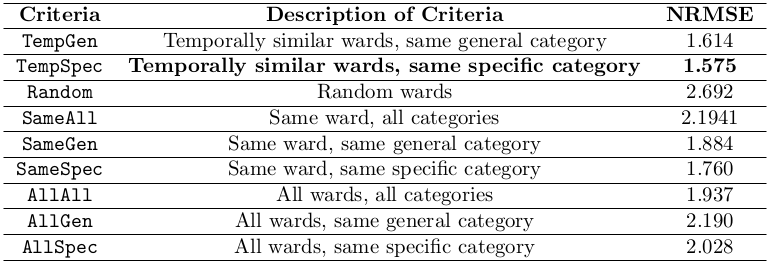 Criteria Description of Criteria NRMSE
TempGen Temporally similar wards, same general category 1.614
TempSpec Temporally similar wards, same specific category 1.575
Random Random wards 2.692
SameAll Same ward, all categories 2.1941
SameGen Same ward, same general category 1.884
SameSpec Same ward, same specific category 1.760
AllAll All wards, all categories 1.937
AllGen All wards, same general category 2.190
AllSpec All wards, same specific category 2.028